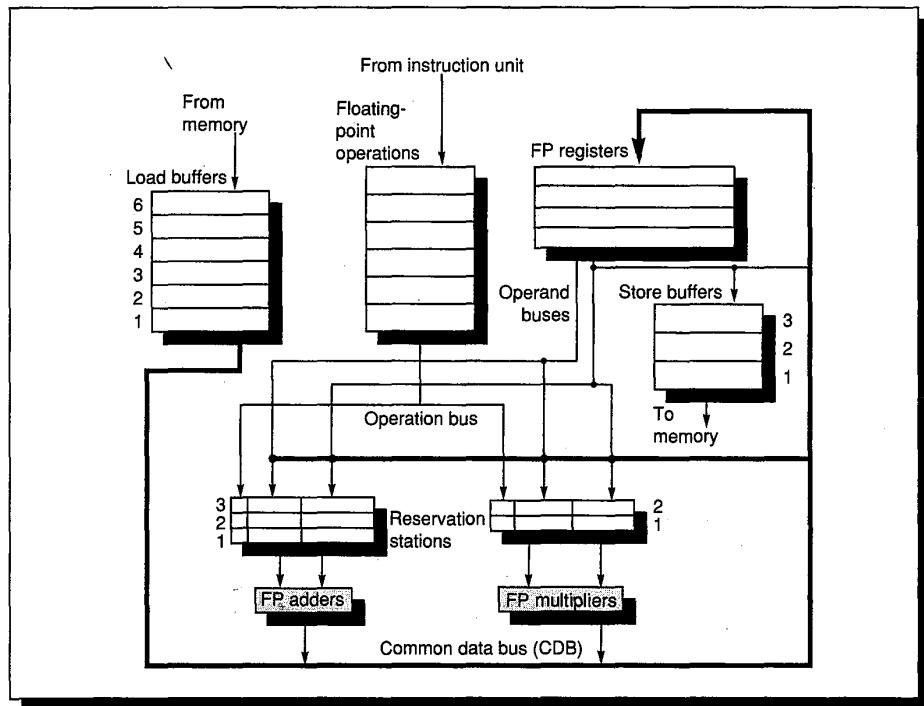 From instruction unit
From
memory
Floating-
point
operations
FP registers
Load buffers
6
5
4
3
2
1
Operand
buses
Store buffers
3
2
1
To
memory
Operation bus
3
2
1
Reservation
stations
2
1
FP adders
FP multipliers
Common data bus (CDB)